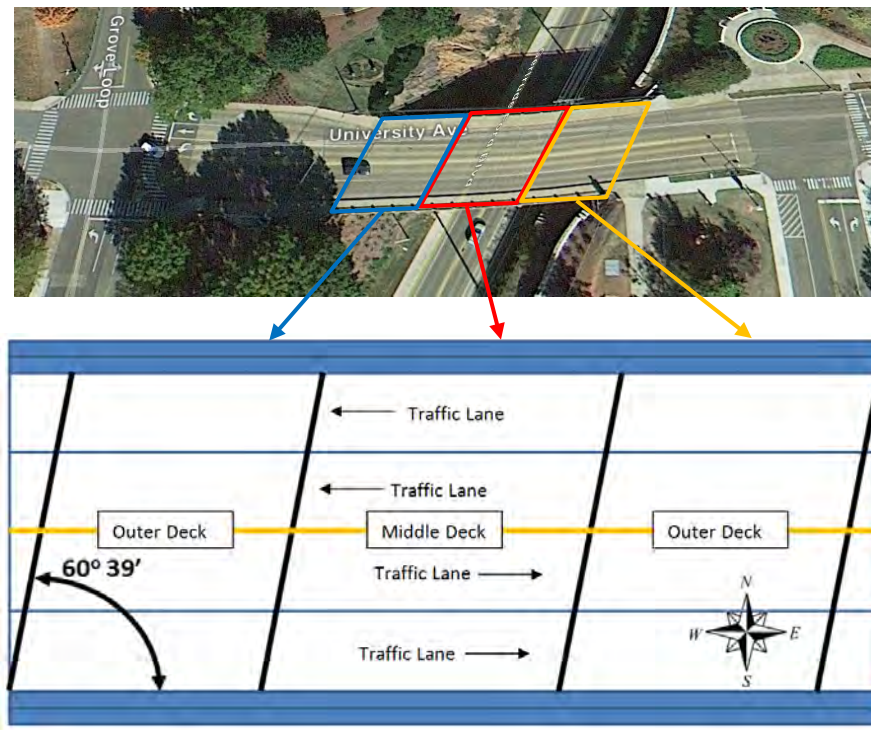 Grove Loop
University Ave
Traffic Lane
Traffic Lane
Outer Deck
Middle Deck
Outer Deck
60° 39’
Traffic Lane
N
W
E
S
Traffic Lane